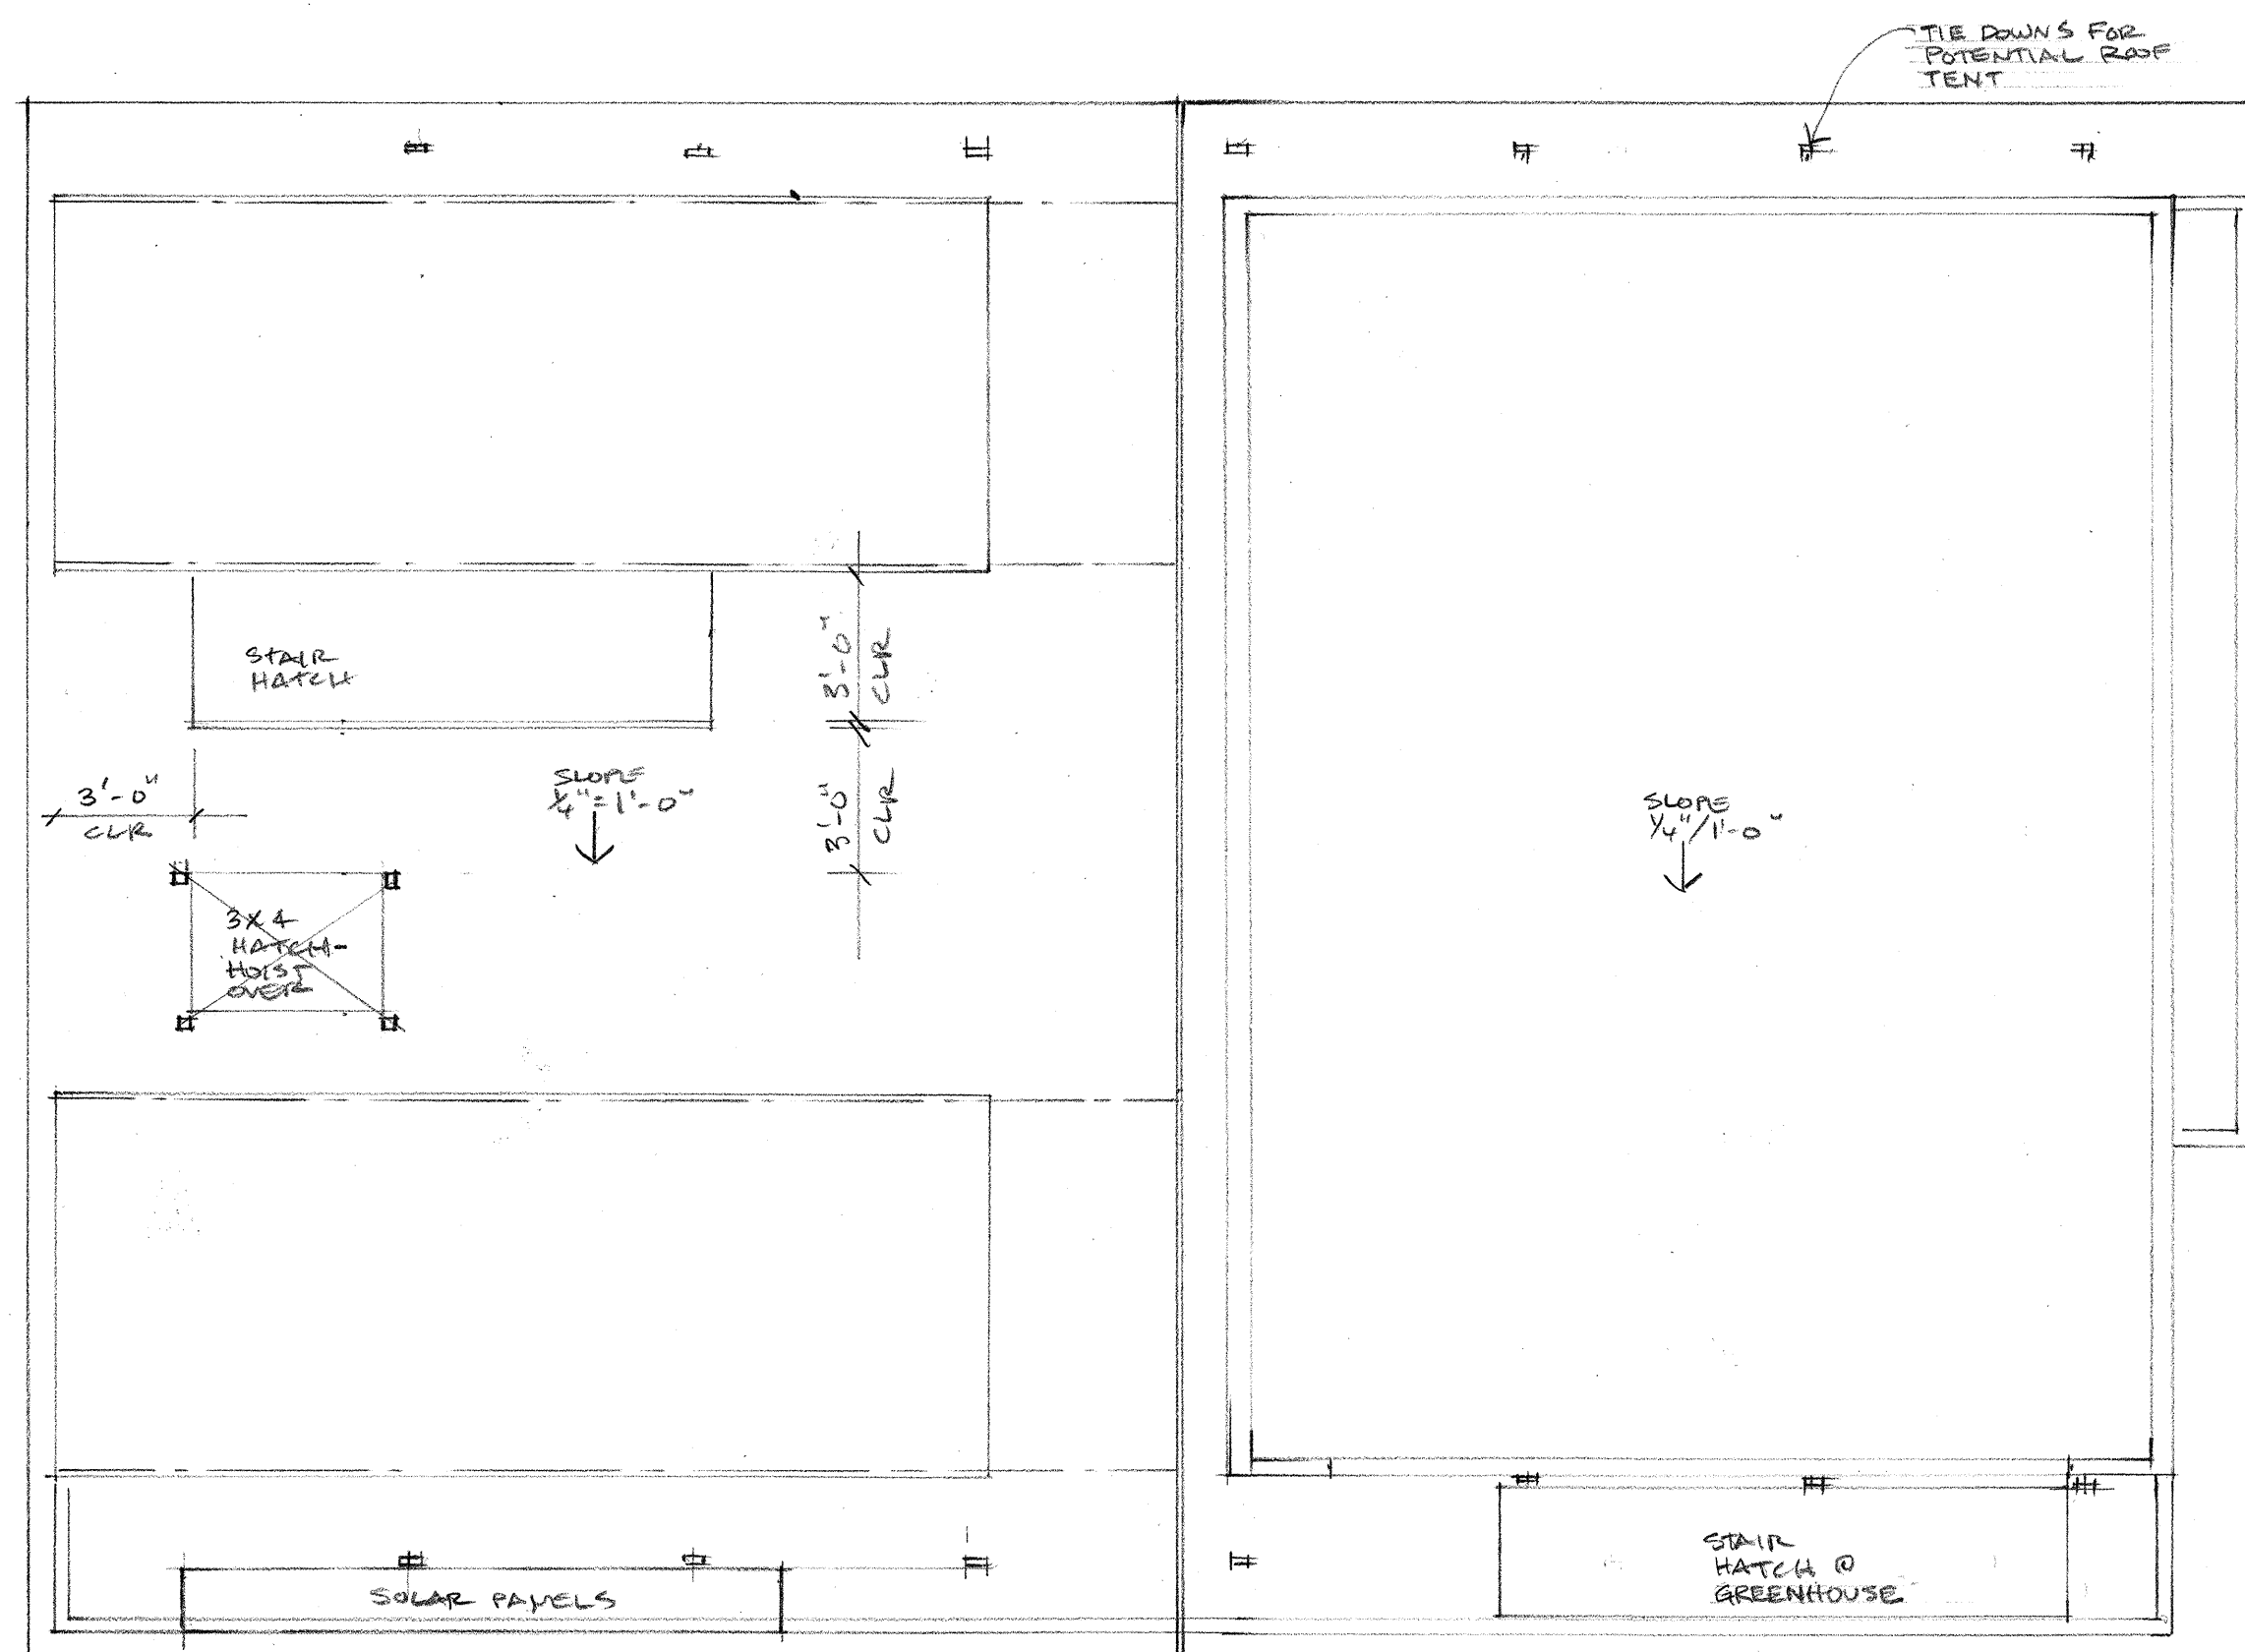 TIE DOWNS FOR
POTENTIAL ROOF
TENT
STAIR
HATCH
3'-0"
CLR
3'-0"
CLR
SLOPE
1/4" = 1'-0"
3'-0"
CLR
SLOPE
1/4"/1'-0"
3X4
HATCH-
HOIST
OVER
STAIR
HATCH @
GREENHOUSE
SOLAR PANELS